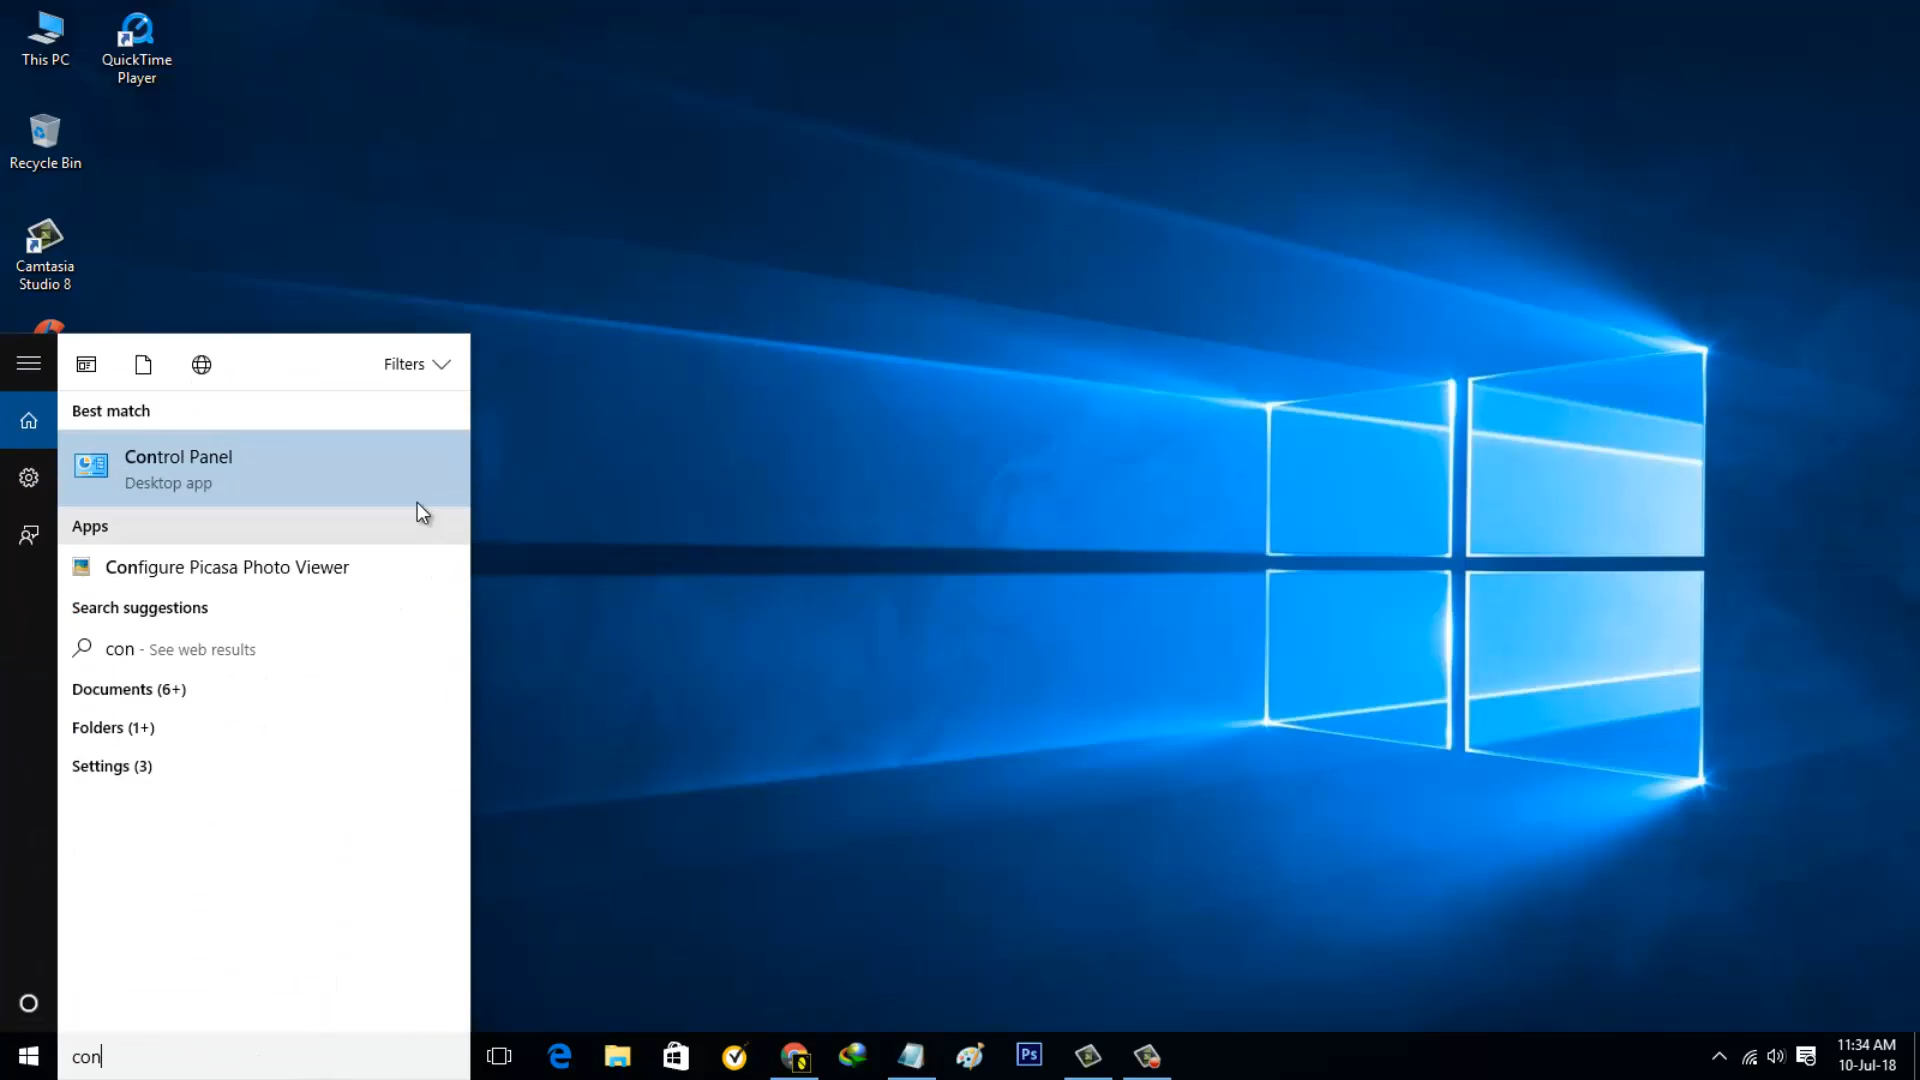 This PC
QuickTime
Player
Recycle Bin
Camtasia
Studio 8
Filters
Best match
Control Panel
Desktop app
Apps
Configure Picasa Photo Viewer
Search suggestions
con - See web results
Documents (6+)
Folders (1+)
Settings (3)
con
Ps
11:34 AM
10-Jul-18